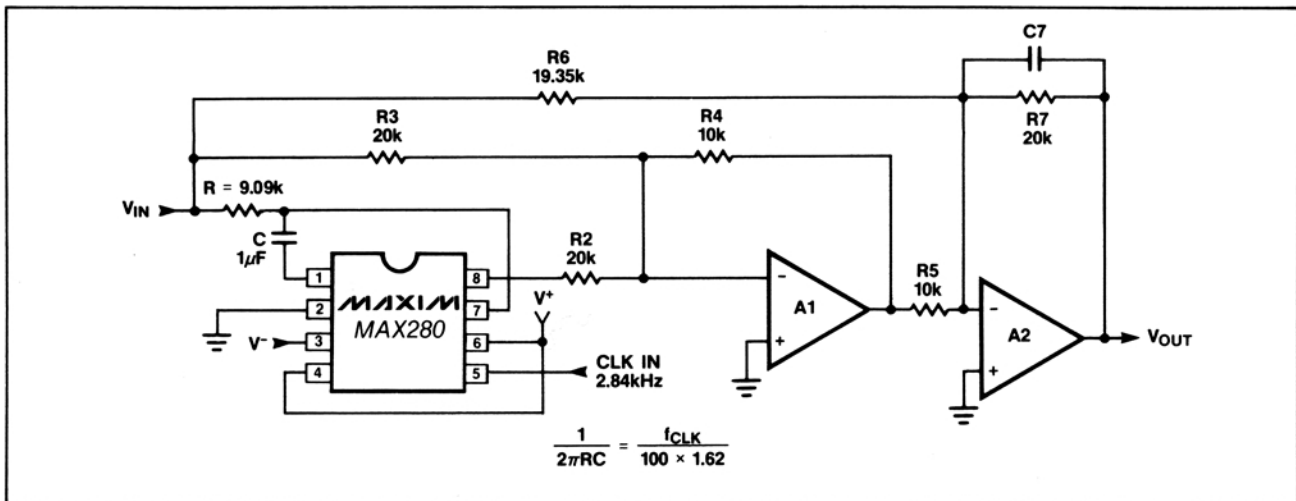 C7
R6
19.35k
R7
20k
R3
20k
R4
10k
R = 9.09k
VIN
C
1µF
1
2
3
4
V−
MAXIM
MAX280
8
7
6
5
R2
20k
V+
CLK IN
2.84kHz
−
+
A1
R5
10k
−
+
A2
VOUT
1/2πRC = fCLK/100 × 1.62